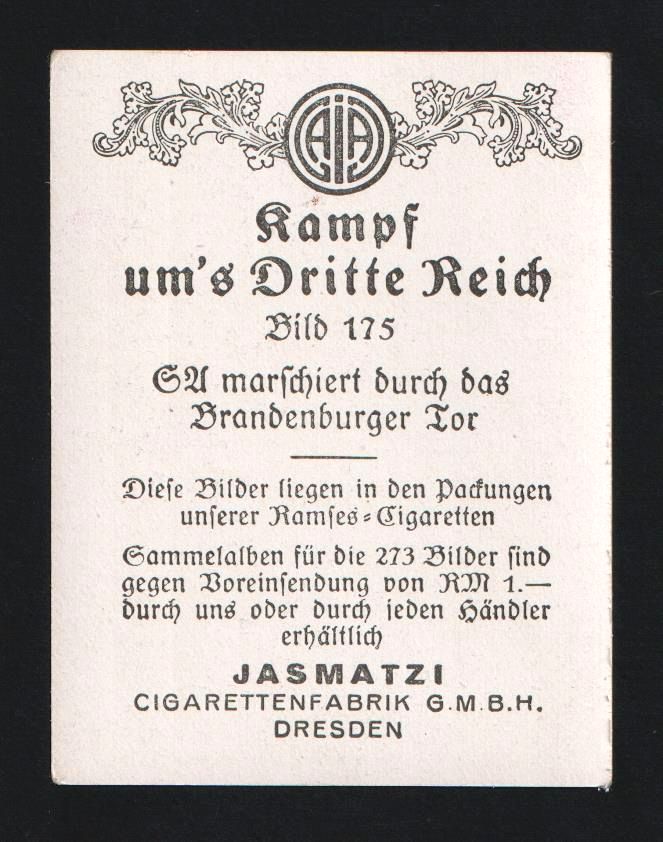 Kampf
um's Dritte Reich
Bild 175
SA marschiert durch das
Brandenburger Tor
Diese Bilder liegen in den Packungen
unserer Ramses=Cigaretten
Sammelalben für die 273 Bilder sind
gegen Voreinsendung von RM 1.—
durch uns oder durch jeden Händler
erhältlich
JASMATZI
CIGARETTENFABRIK G.M.B.H.
DRESDEN